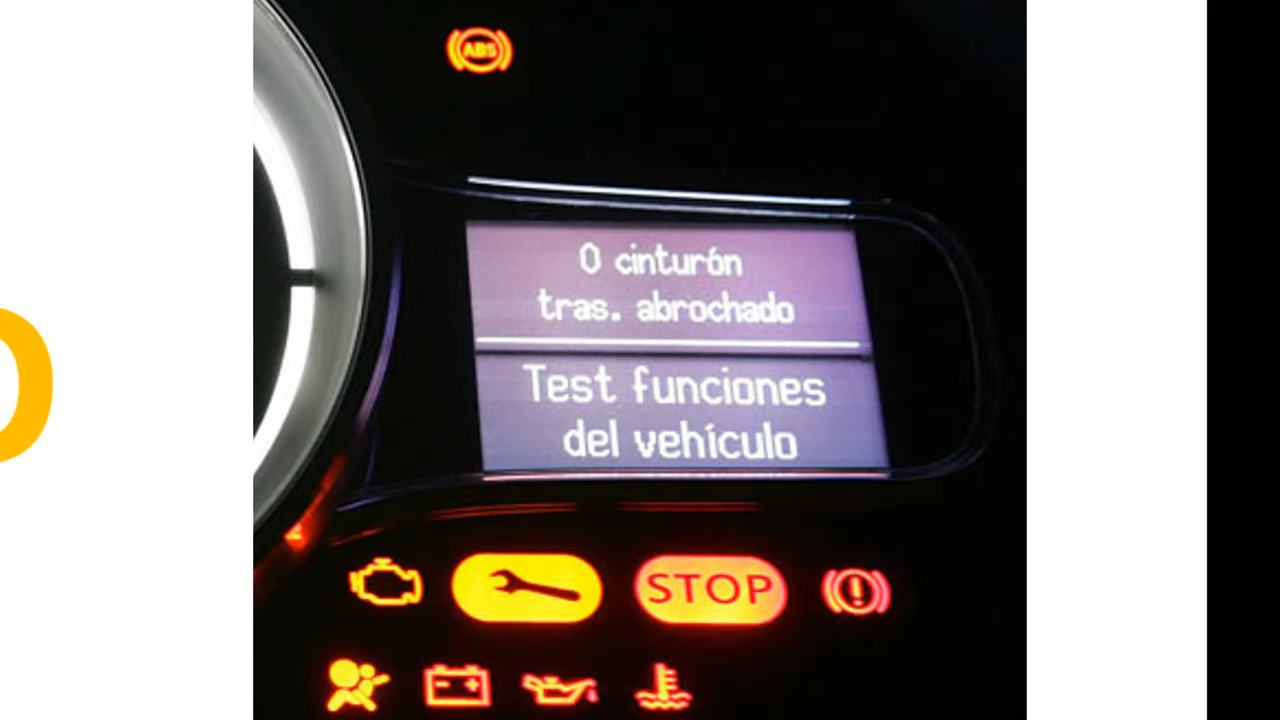 ABS
0 cinturón
tras. abrochado
Test funciones
del vehículo
STOP